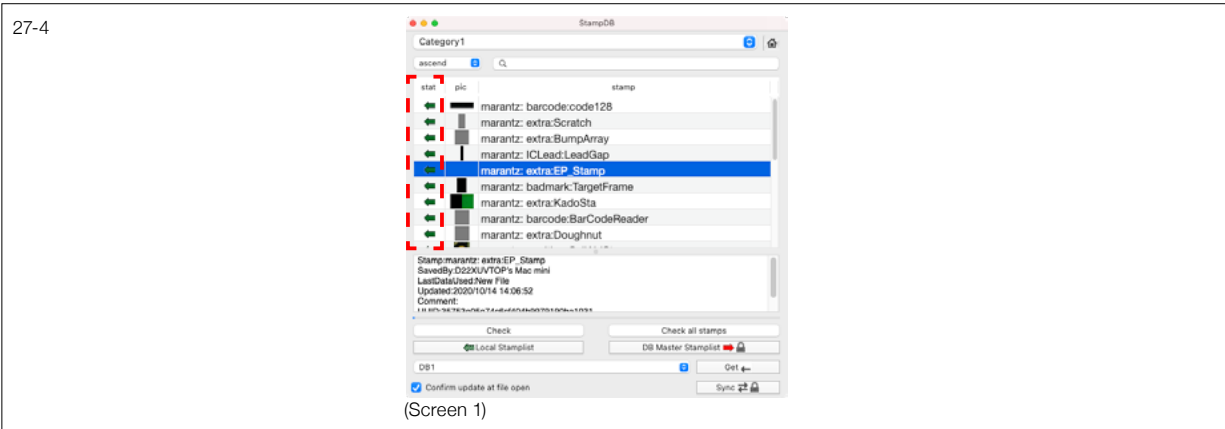 27-4
StampDB
Category1
ascend
stat pic stamp
marantz: barcode:code128
marantz: extra:Scratch
marantz: extra:BumpArray
marantz: ICLead:LeadGap
marantz: extra:EP_Stamp
marantz: badmark:TargetFrame
marantz: extra:KadoSta
marantz: barcode:BarCodeReader
marantz: extra:Doughnut
Stamp:marantz: extra:EP_Stamp
SavedBy:D22XUVTOP's Mac mini
LastDataUsed:New File
Updated:2020/10/14 14:06:52
Comment:
Check Check all stamps
Local Stamplist DB Master Stamplist
DB1 Get
Confirm update at file open Sync
(Screen 1)